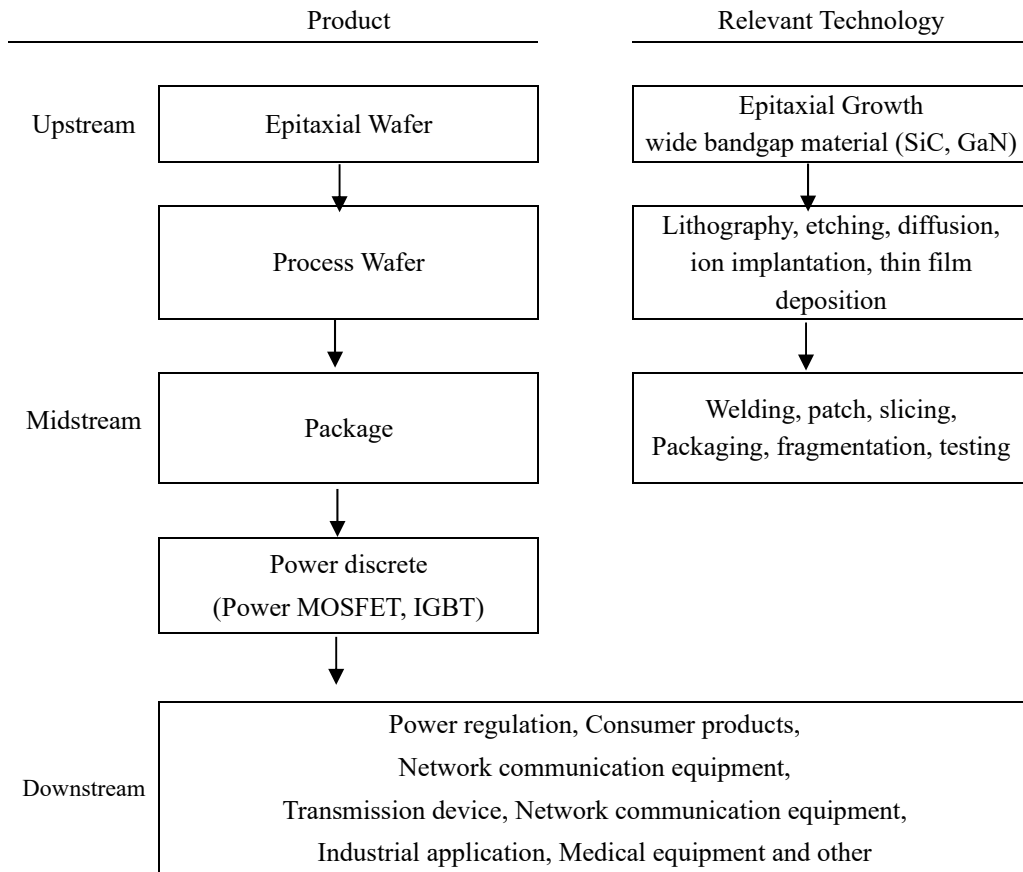 Product
Relevant Technology
Upstream
Epitaxial Wafer
Epitaxial Growth
wide bandgap material (SiC, GaN)
Process Wafer
Lithography, etching, diffusion,
ion implantation, thin film
deposition
Midstream
Package
Welding, patch, slicing,
Packaging, fragmentation, testing
Power discrete
(Power MOSFET, IGBT)
Downstream
Power regulation, Consumer products,
Network communication equipment,
Transmission device, Network communication equipment,
Industrial application, Medical equipment and other